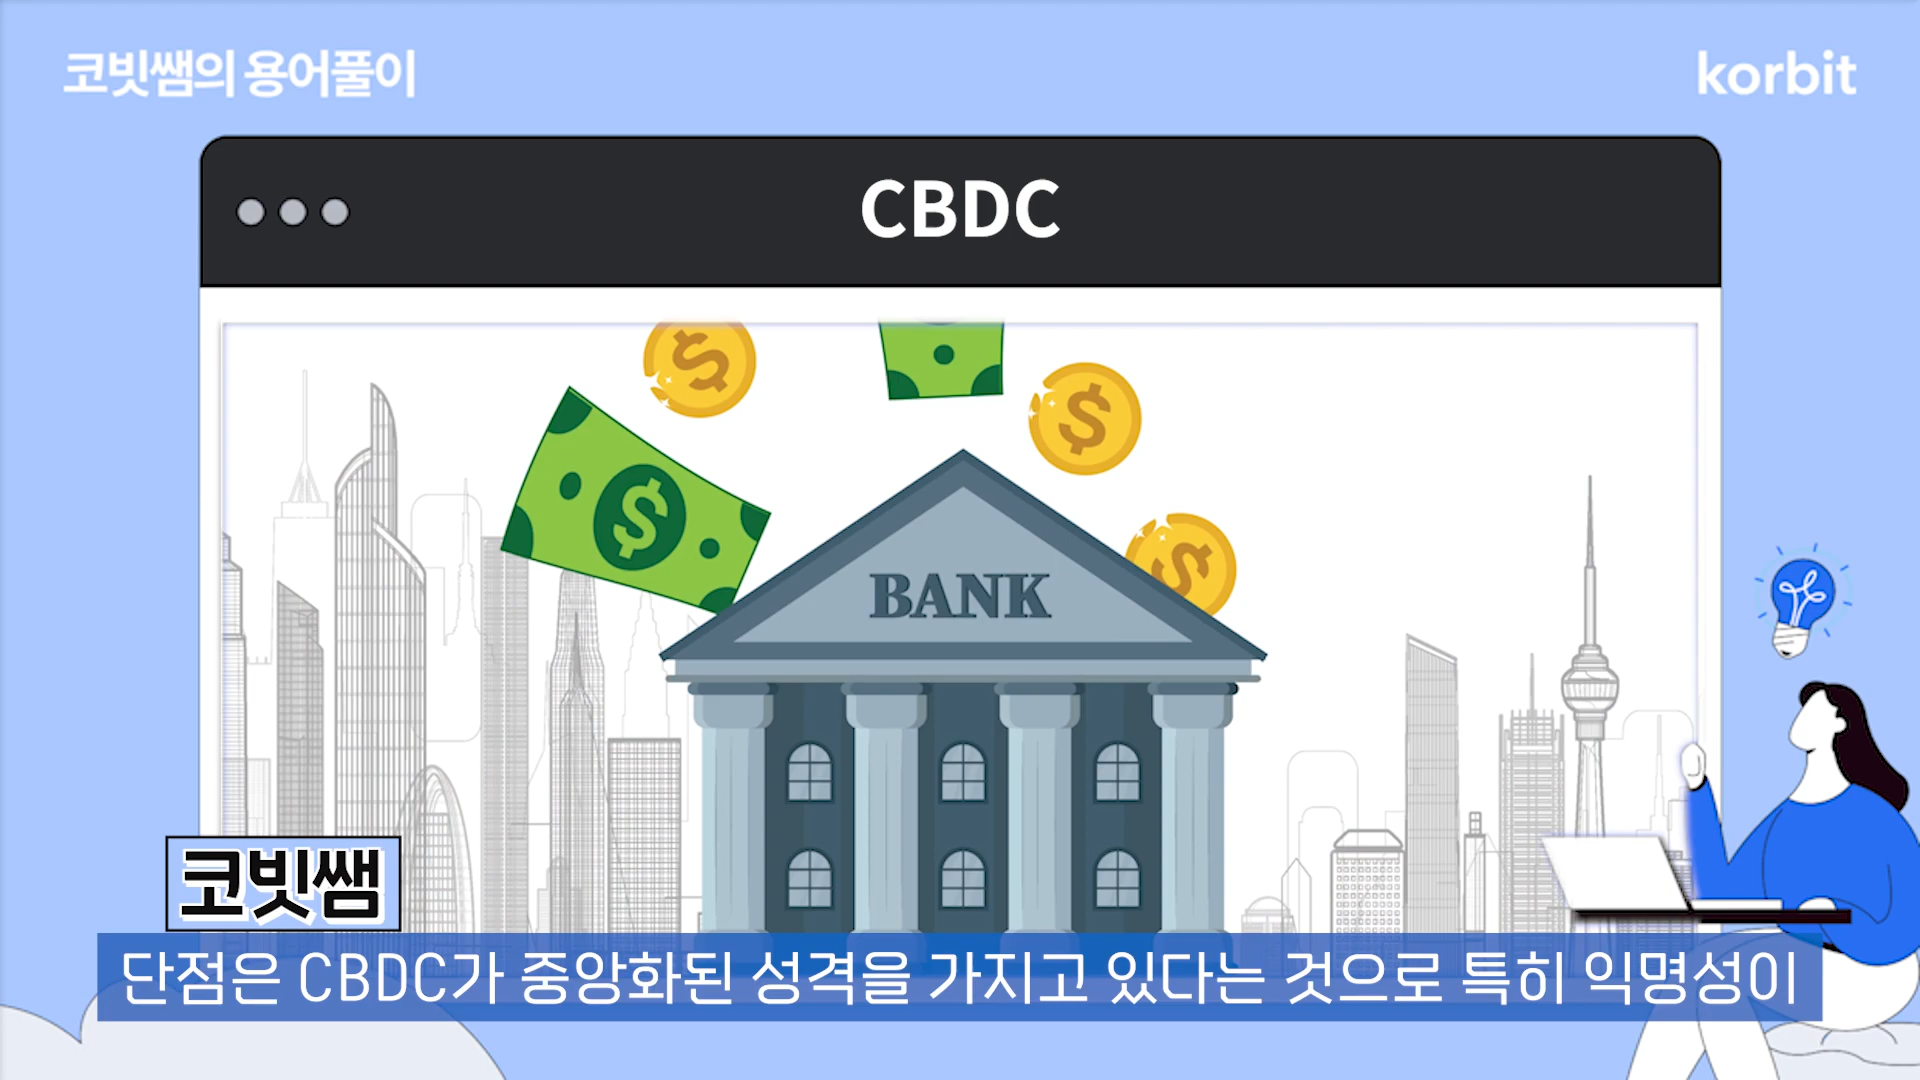 코빗쌤의 용어풀이
korbit
CBDC
BANK
코빗쌤
단점은 CBDC가 중앙화된 성격을 가지고 있다는 것으로 특히 익명성이